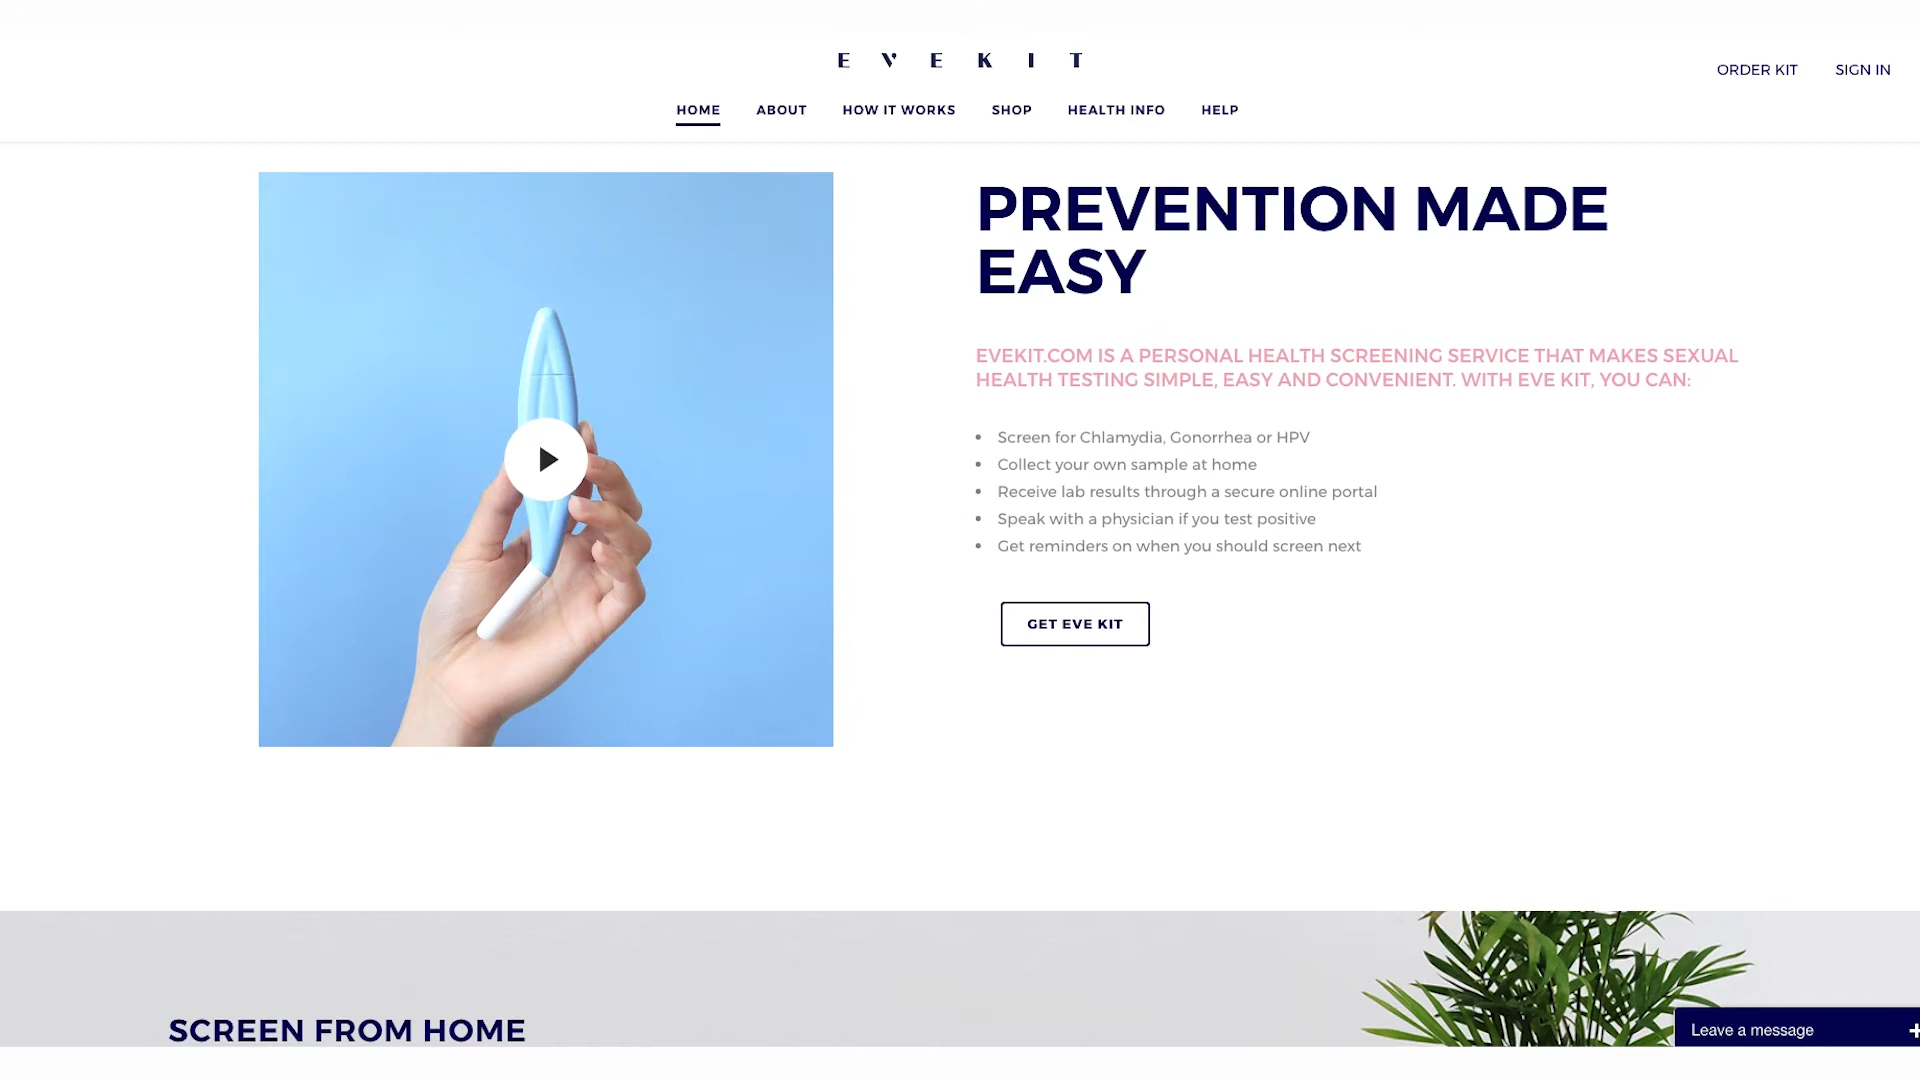 EVEKIT
ORDER KIT SIGN IN
HOME ABOUT HOW IT WORKS SHOP HEALTH INFO HELP
PREVENTION MADE
EASY
EVEKIT.COM IS A PERSONAL HEALTH SCREENING SERVICE THAT MAKES SEXUAL
HEALTH TESTING SIMPLE, EASY AND CONVENIENT. WITH EVE KIT, YOU CAN:
• Screen for Chlamydia, Gonorrhea or HPV
• Collect your own sample at home
• Receive lab results through a secure online portal
• Speak with a physician if you test positive
• Get reminders on when you should screen next
GET EVE KIT
SCREEN FROM HOME
Leave a message +